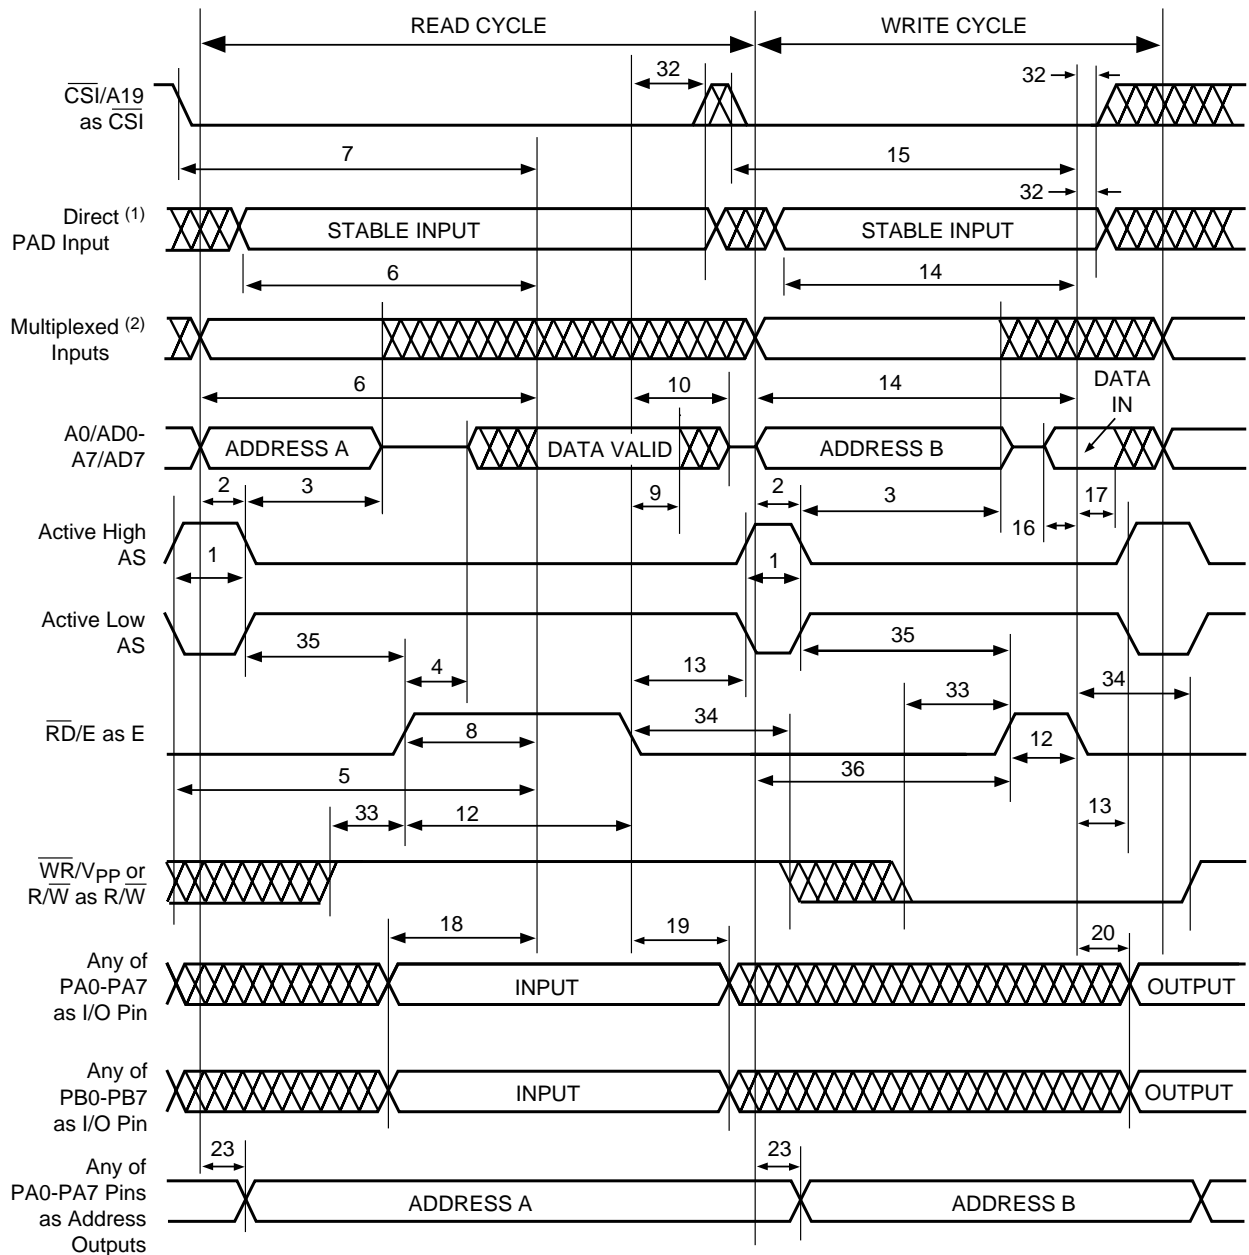 READ CYCLE
WRITE CYCLE
32
32
CSI/A19
as CSI
7
15
32
Direct (1)
PAD Input
STABLE INPUT
STABLE INPUT
6
14
Multiplexed (2)
Inputs
6
10
14
DATA
IN
A0/AD0-
A7/AD7
ADDRESS A
DATA VALID
ADDRESS B
2
3
9
2
3
17
16
Active High
AS
1
1
Active Low
AS
35
35
4
13
34
33
34
RD/E as E
8
12
36
5
33
12
13
WR/VPP or
R/W as R/W
18
19
20
Any of
PA0-PA7
as I/O Pin
INPUT
OUTPUT
Any of
PB0-PB7
as I/O Pin
INPUT
OUTPUT
23
23
Any of
PA0-PA7 Pins
as Address
Outputs
ADDRESS A
ADDRESS B